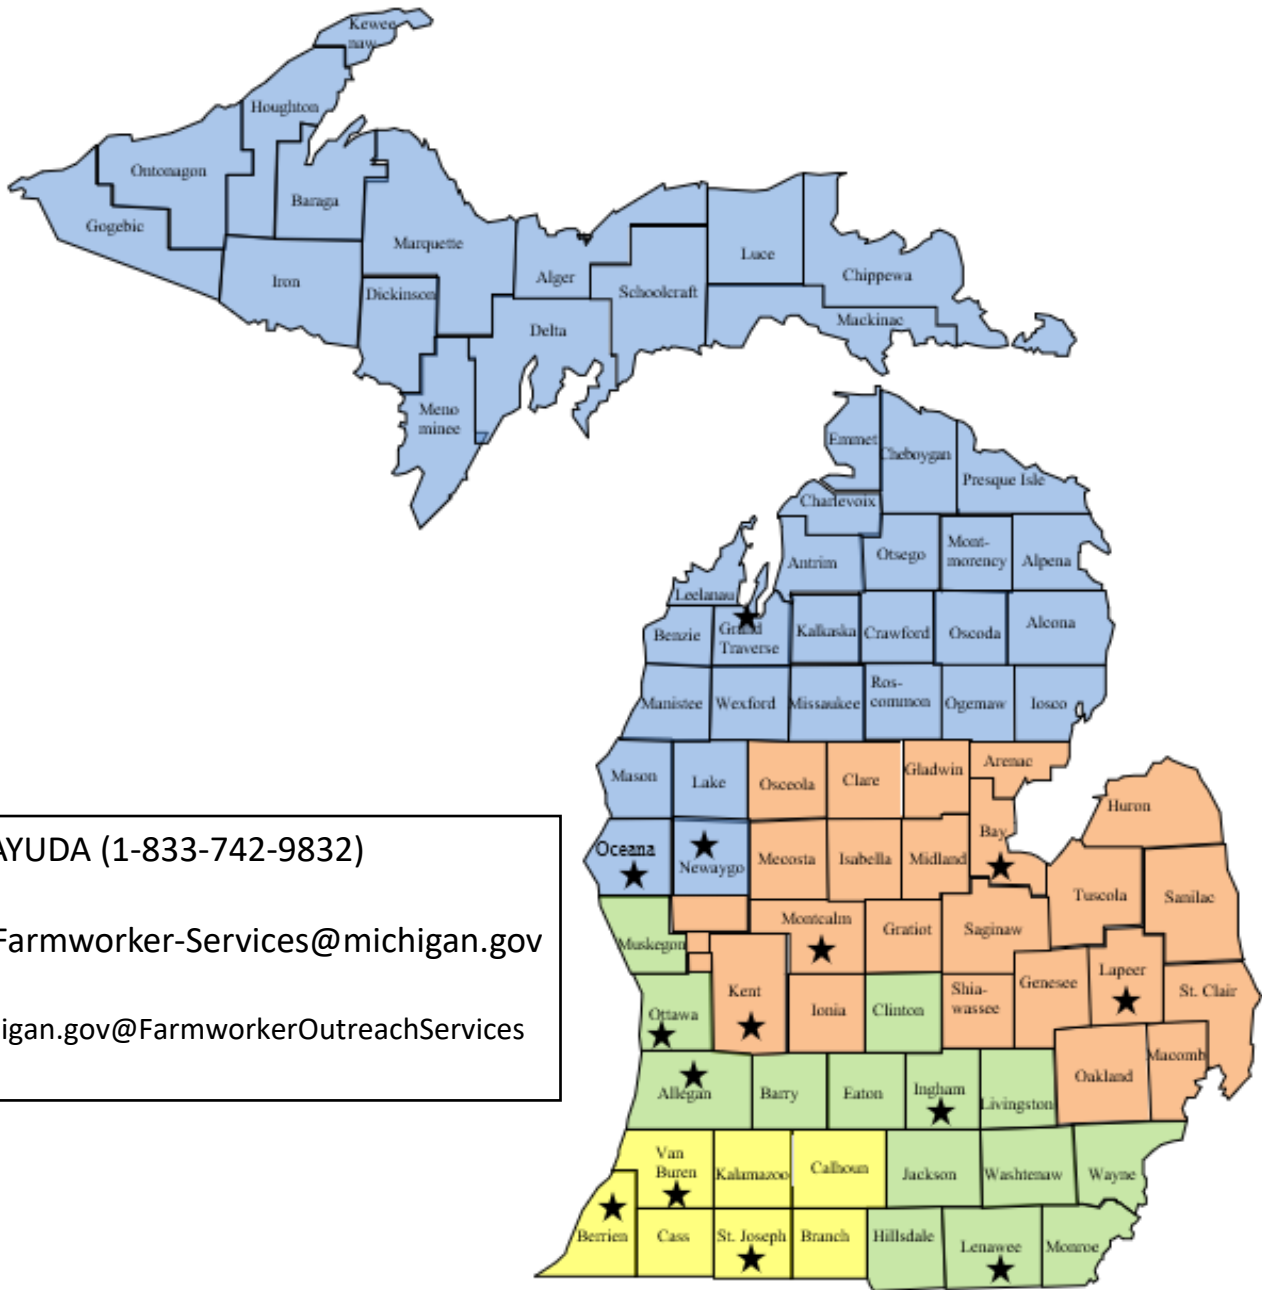 Kewee
naw
Houghton
Ontonagon
Baraga
Gogebic
Marquette
Luce
Alger
Chippewa
Iron
Dickinson
Schoolcraft
Mackinac
Delta
Meno
minee
Emmet
Cheboygan
Presque Isle
Charlevoix
Mont-
morency
Otsego
Antrim
Alpena
Leelanau
Benzie
Grand
Traverse
Kalkaska
Crawford
Oscoda
Alcona
Manistee
Wexford
Missaukee
Ros-
common
Ogemaw
Iosco
Mason
Lake
Osceola
Clare
Gladwin
Arenac
Huron
Bay
Oceana
Newaygo
Mecosta
Isabella
Midland
AYUDA (1-833-742-9832)
Tuscola
Sanilac
Montcalm
Gratiot
Saginaw
Muskegon
Farmworker-Services@michigan.gov
Kent
Ionia
Clinton
Shia-
wassee
Genesee
Lapeer
St. Clair
Ottawa
igan.gov@FarmworkerOutreachServices
Macomb
Oakland
Allegan
Barry
Eaton
Ingham
Livingston
Van
Buren
Kalamazoo
Calhoun
Jackson
Washtenaw
Wayne
Berrien
Cass
St. Joseph
Branch
Hillsdale
Lenawee
Monroe